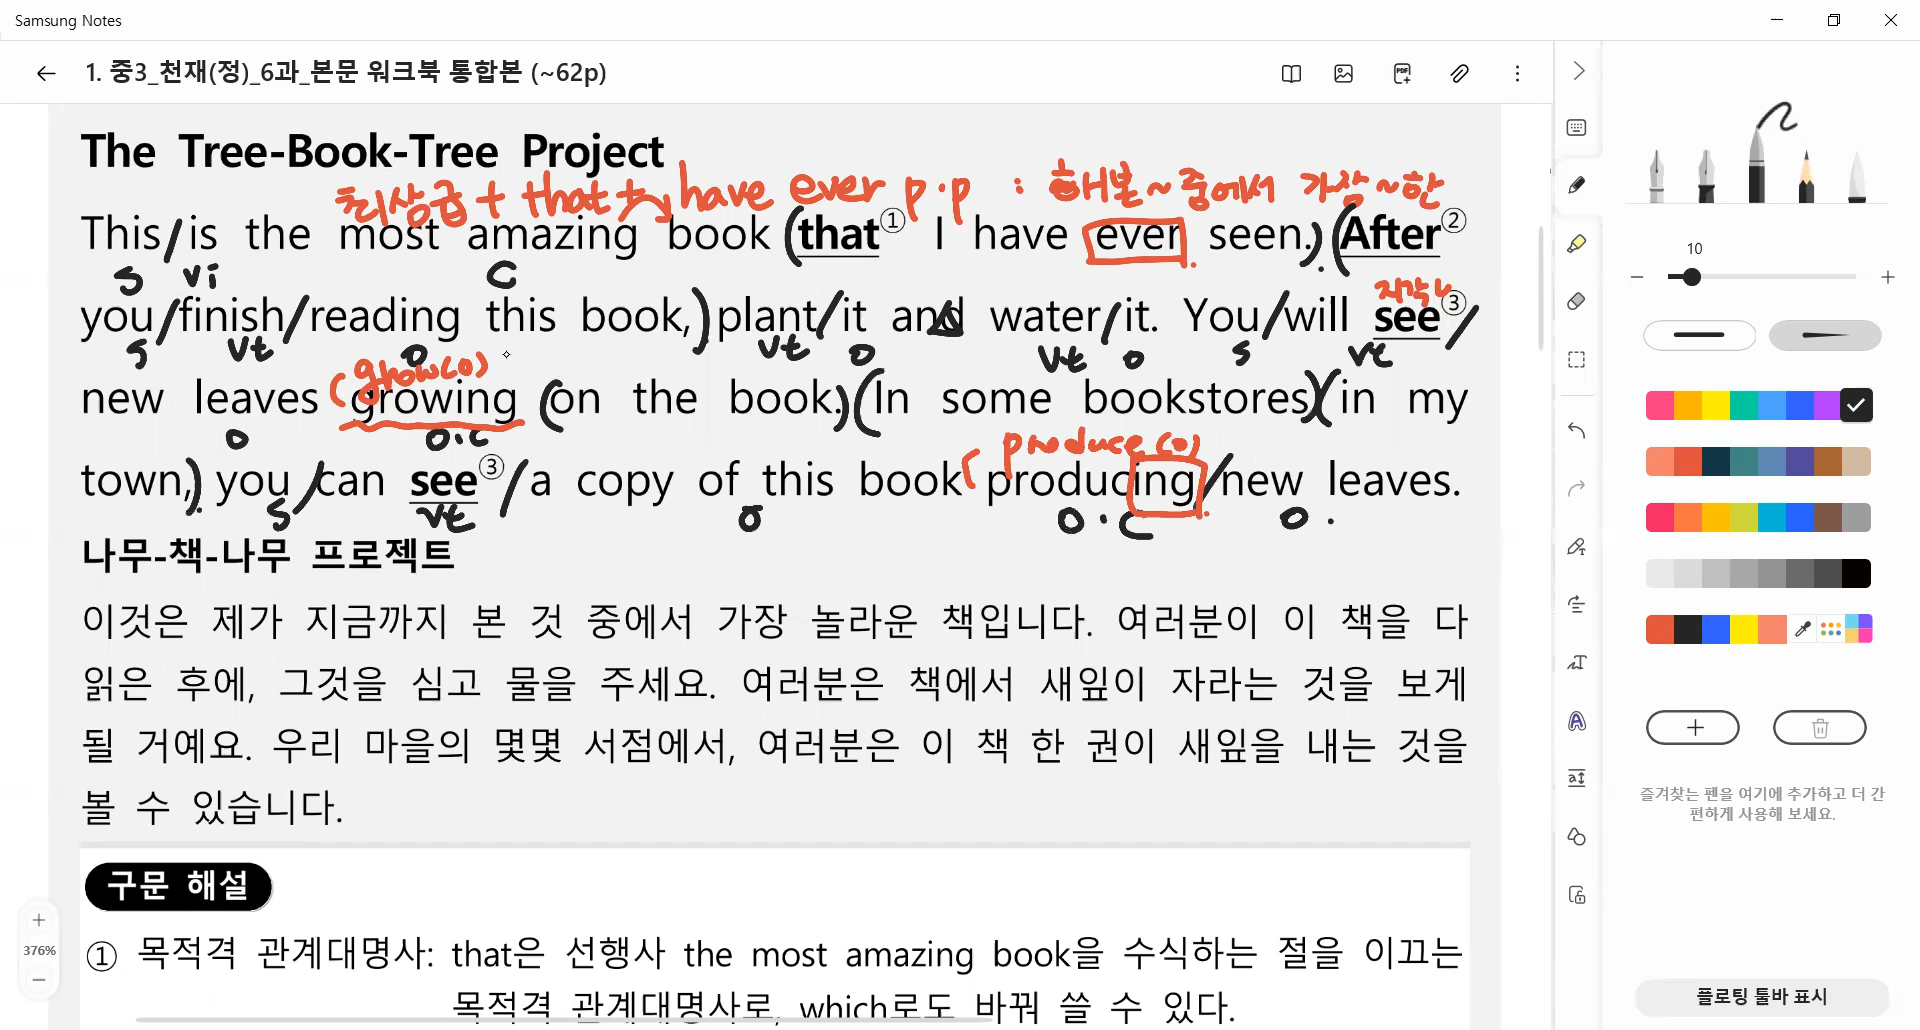 Samsung Notes
1. 중3_천재(정)_6과_본문 워크북 통합본 (~62p)
The Tree-Book-Tree Project
최상급 + that + S have ever p.p : 해본 ~ 중에서 가장 ~한
This / is the most amazing book (that① I have ever seen.) (After②
S vi C
지각V
you / finish / reading this book,) plant / it and water / it. You / will see③ /
S vt O vt O vt O S vt
(grow(O)
new leaves growing (on the book.) (In some bookstores) (in my
O O.C
(produce(O)
town,) you / can see③ / a copy of this book producing / new leaves.
S vt O O.C O
나무-책-나무 프로젝트
이것은 제가 지금까지 본 것 중에서 가장 놀라운 책입니다. 여러분이 이 책을 다
읽은 후에, 그것을 심고 물을 주세요. 여러분은 책에서 새잎이 자라는 것을 보게
될 거예요. 우리 마을의 몇몇 서점에서, 여러분은 이 책 한 권이 새잎을 내는 것을
볼 수 있습니다.
구문 해설
① 목적격 관계대명사: that은 선행사 the most amazing book을 수식하는 절을 이끄는
목적격 관계대명사로, which로도 바꿔 쓸 수 있다.
376%
10
즐겨찾는 펜을 여기에 추가하고 더 간
편하게 사용해 보세요.
플로팅 툴바 표시